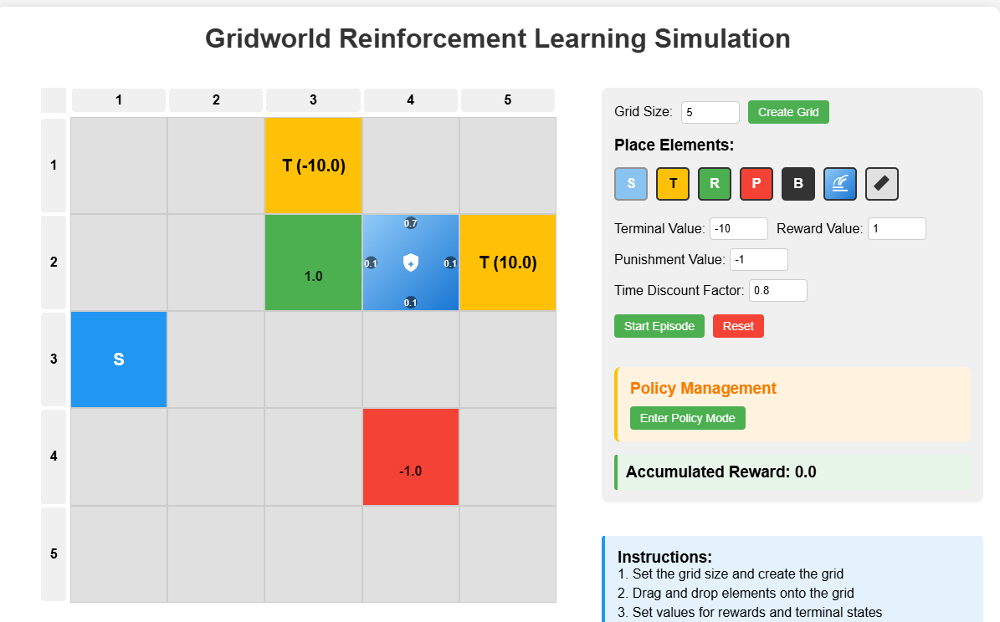 Gridworld Reinforcement Learning Simulation
1 2 3 4 5
1
T (-10.0)
2
1.0
0.7
0.1
0.1
0.1
T (10.0)
3
S
4
-1.0
5
Grid Size: 5 Create Grid
Place Elements:
S T R P B
Terminal Value: -10 Reward Value: 1
Punishment Value: -1
Time Discount Factor: 0.8
Start Episode Reset
Policy Management
Enter Policy Mode
Accumulated Reward: 0.0
Instructions:
1. Set the grid size and create the grid
2. Drag and drop elements onto the grid
3. Set values for rewards and terminal states